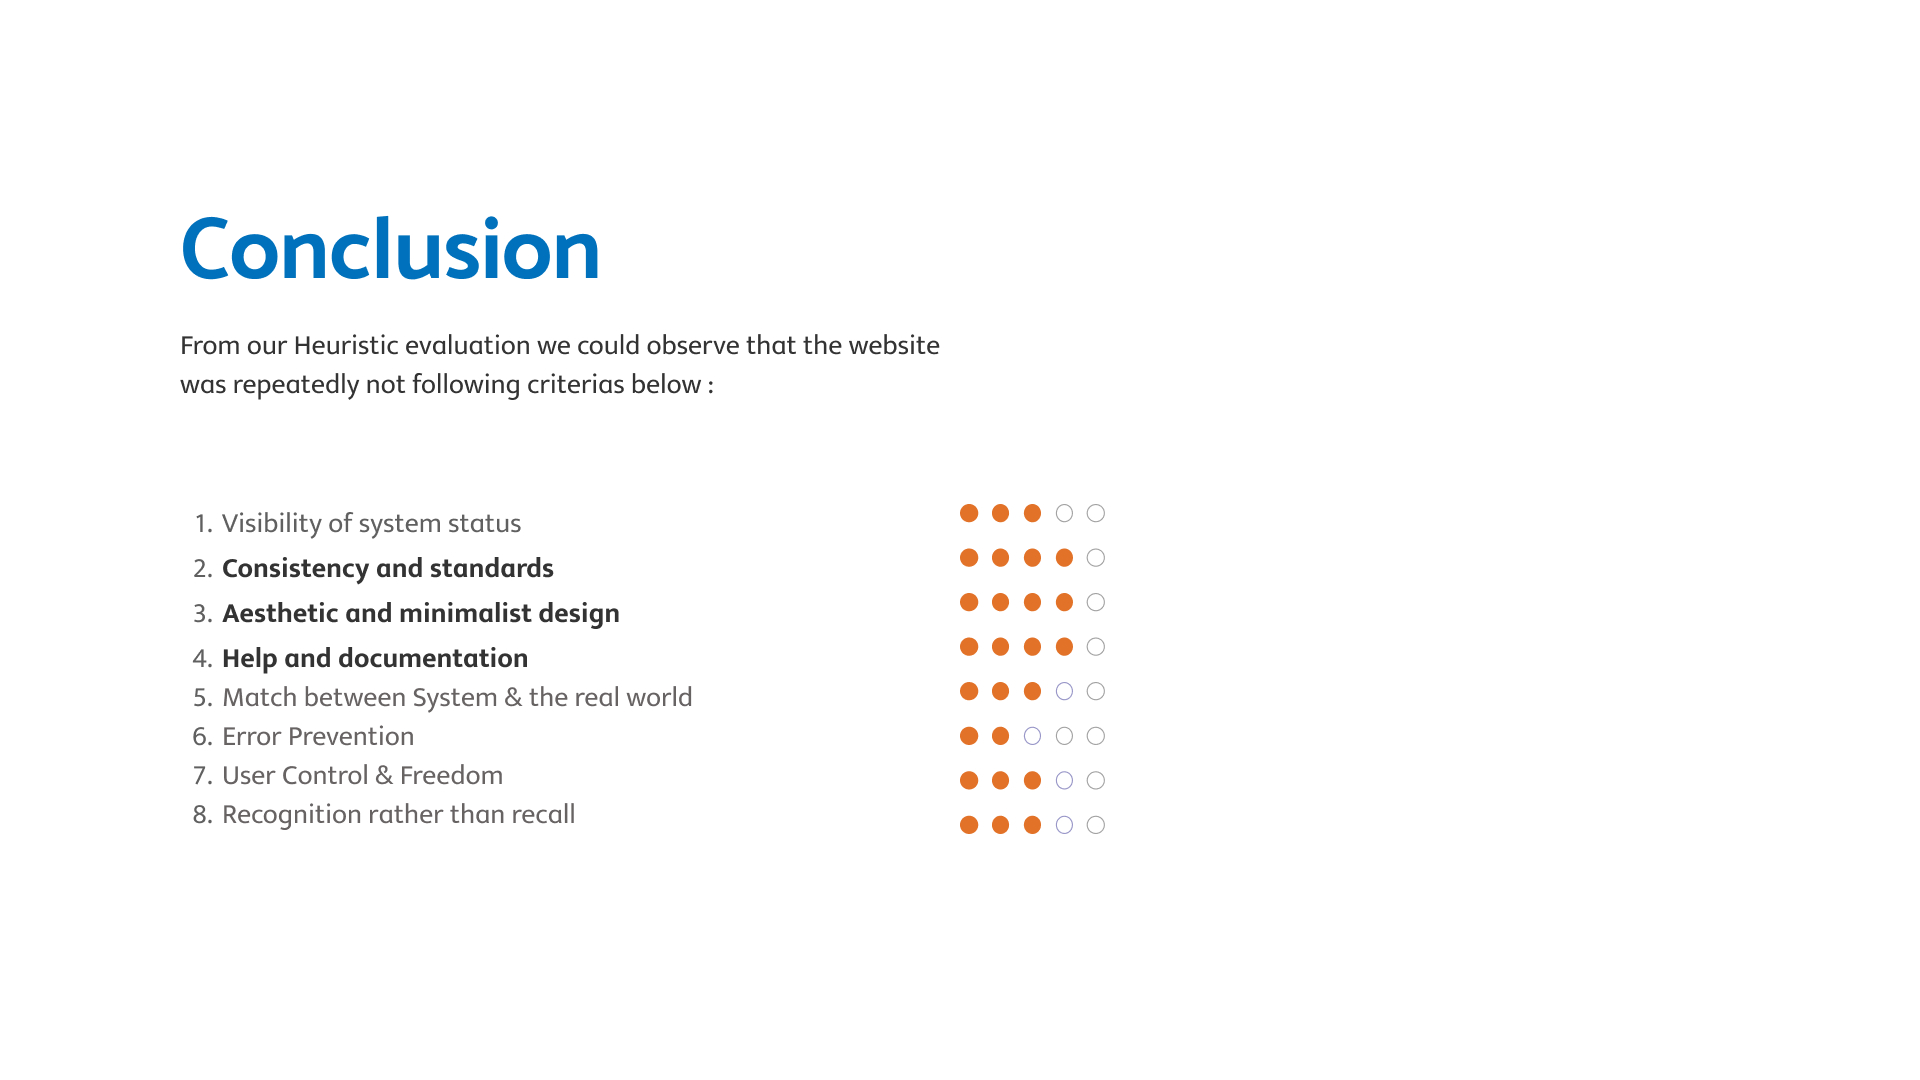 Conclusion
From our Heuristic evaluation we could observe that the website
was repeatedly not following criterias below :
1. Visibility of system status
2. Consistency and standards
3. Aesthetic and minimalist design
4. Help and documentation
5. Match between System & the real world
6. Error Prevention
7. User Control & Freedom
8. Recognition rather than recall